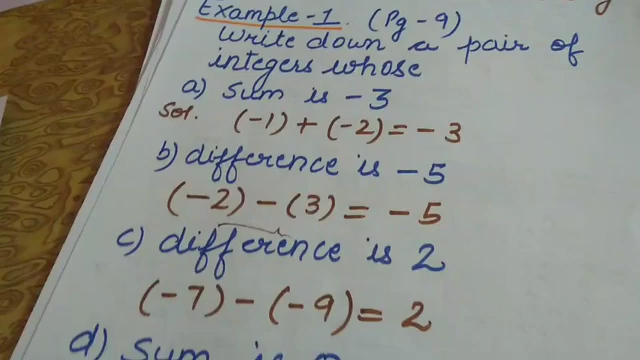 Example-1. (Pg-9)
Write down a pair of
integers whose
a) sum is -3
Sol. (-1) + (-2) = -3
b) difference is -5
(-2) - (3) = -5
c) difference is 2
(-7) - (-9) = 2
d) Sum is